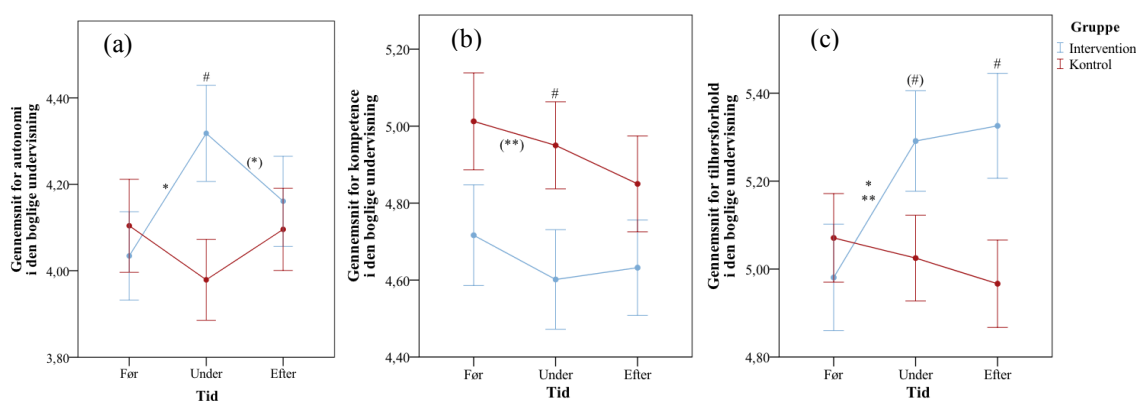 (a)
Gennemsnit for autonomi
i den boglige undervisning
4,40
4,20
4,00
3,80
#
*
(*)
Før
Under
Efter
Tid
(b)
Gennemsnit for kompetence
i den boglige undervisning
5,20
5,00
4,80
4,60
4,40
#
(**)
Før
Under
Efter
Tid
(c)
Gennemsnit for tilhørsforhold
i den boglige undervisning
5,40
5,20
5,00
4,80
(#)
#
*
**
Før
Under
Efter
Tid
Gruppe
Intervention
Kontrol